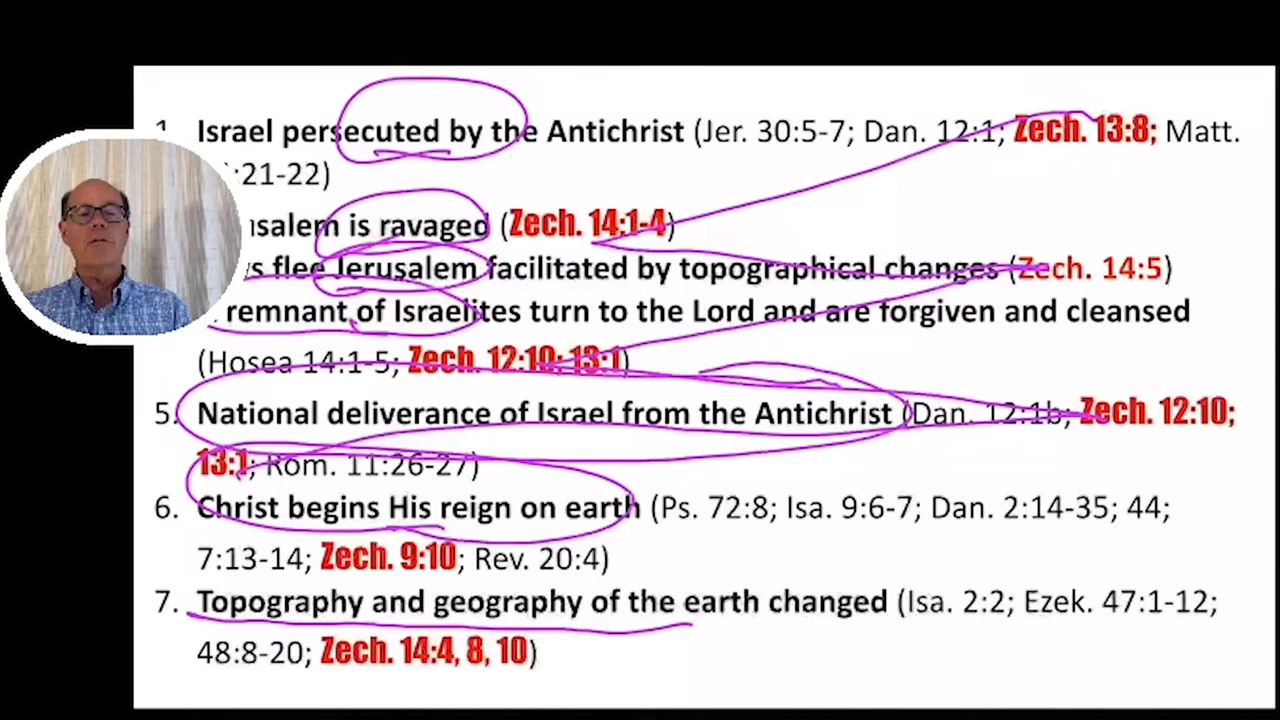 1. Israel persecuted by the Antichrist (Jer. 30:5-7; Dan. 12:1; Zech. 13:8; Matt.
:21-22)
is ravaged (Zech. 14:1-4)
flee Jerusalem facilitated by topographical changes (Zech. 14:5)
remnant of Israelites turn to the Lord and are forgiven and cleansed
(Hosea 14:1-5; Zech. 12:10; 13:1)
5. National deliverance of Israel from the Antichrist (Dan. 12:1b; Zech. 12:10;
13:1; Rom. 11:26-27)
6. Christ begins His reign on earth (Ps. 72:8; Isa. 9:6-7; Dan. 2:14-35; 44;
7:13-14; Zech. 9:10; Rev. 20:4)
7. Topography and geography of the earth changed (Isa. 2:2; Ezek. 47:1-12;
48:8-20; Zech. 14:4, 8, 10)